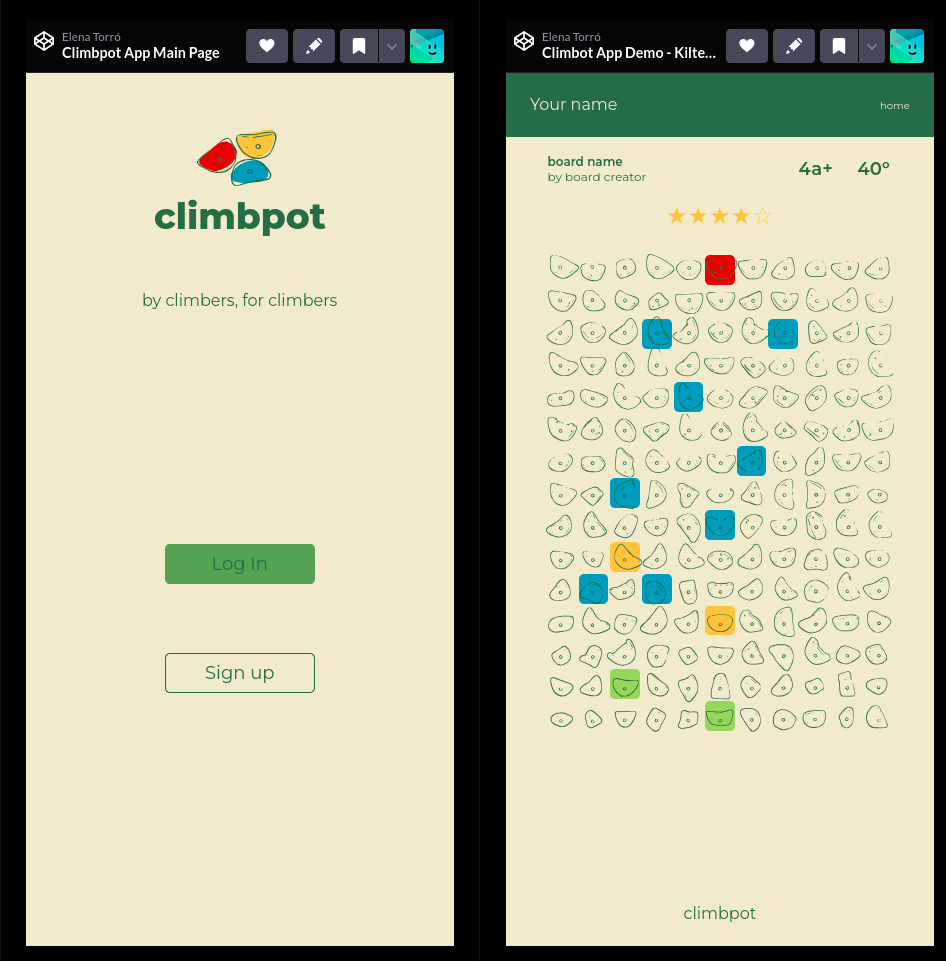 Elena Torró
Climbpot App Main Page
climbpot
by climbers, for climbers
Log In
Sign up
Elena Torró
Climbot App Demo - Kilte...
Your name
home
board name
by board creator
4a+
40º
climbpot